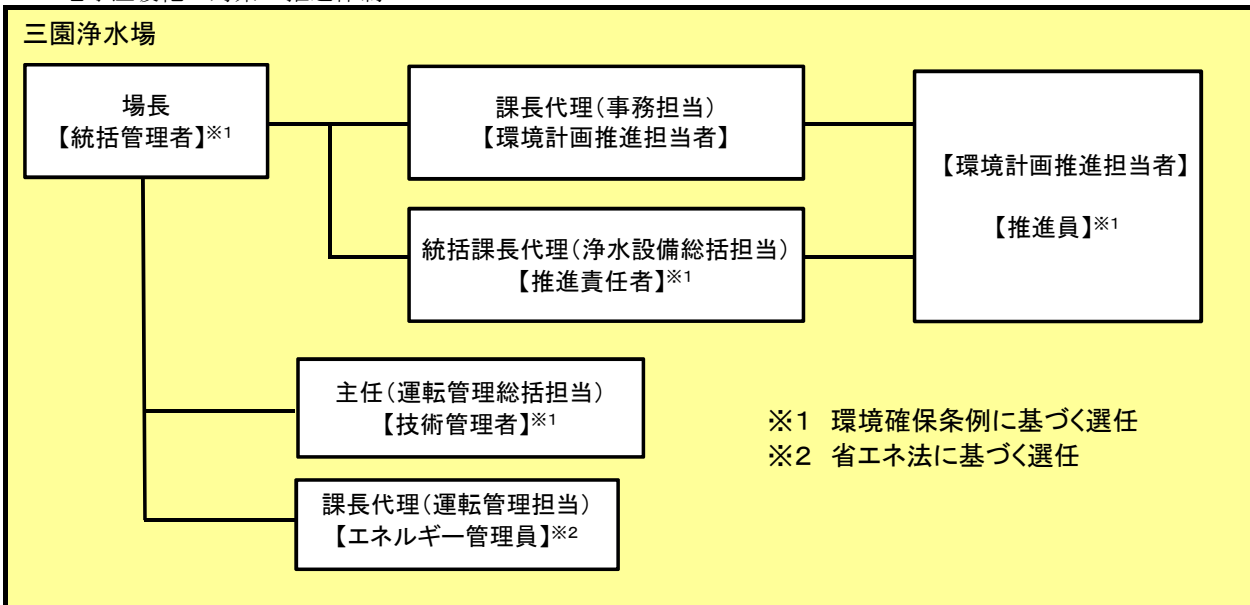 三園浄水場
場長
【統括管理者】※1
課長代理(事務担当)
【環境計画推進担当者】
統括課長代理(浄水設備総括担当)
【推進責任者】※1
【環境計画推進担当者】
【推進員】※1
主任(運転管理総括担当)
【技術管理者】※1
課長代理(運転管理担当)
【エネルギー管理員】※2
※1 環境確保条例に基づく選任
※2 省エネ法に基づく選任